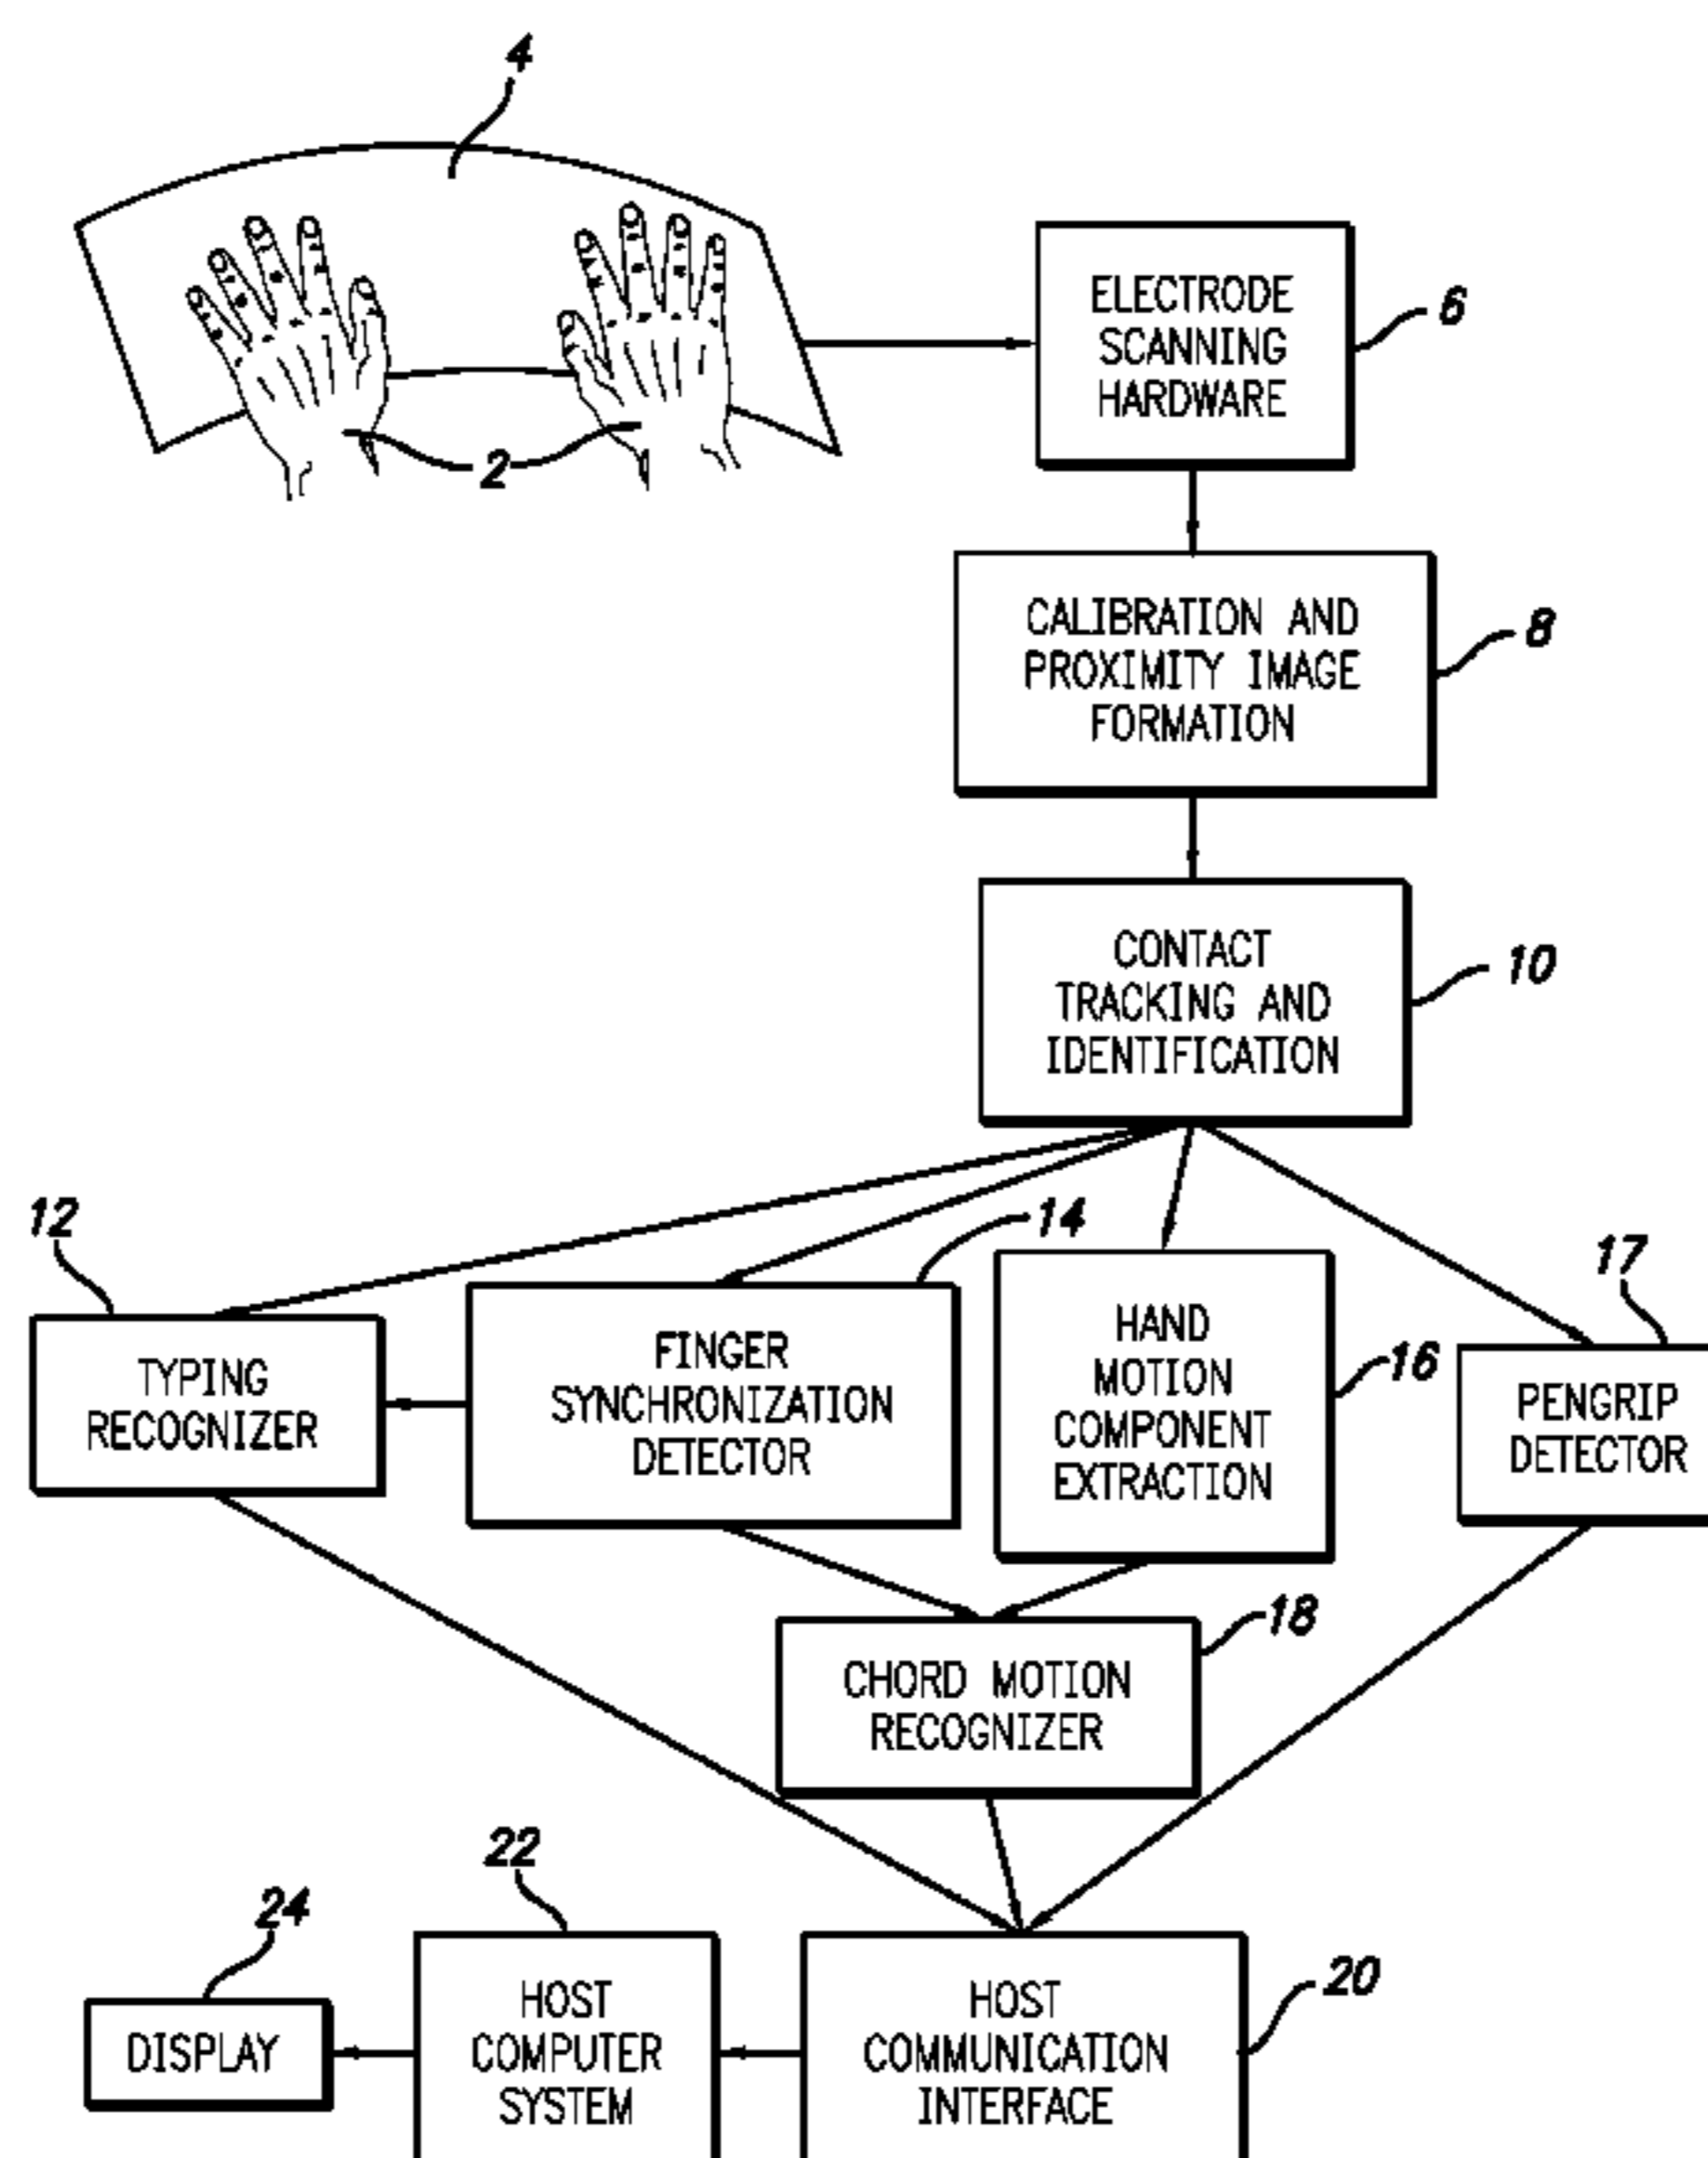 4
2
ELECTRODE
SCANNING
HARDWARE
6
CALIBRATION AND
PROXIMITY IMAGE
FORMATION
8
CONTACT
TRACKING AND
IDENTIFICATION
10
12
TYPING
RECOGNIZER
14
FINGER
SYNCHRONIZATION
DETECTOR
HAND
MOTION
COMPONENT
EXTRACTION
16
17
PENGRIP
DETECTOR
CHORD MOTION
RECOGNIZER
18
24
DISPLAY
22
HOST
COMPUTER
SYSTEM
HOST
COMMUNICATION
INTERFACE
20